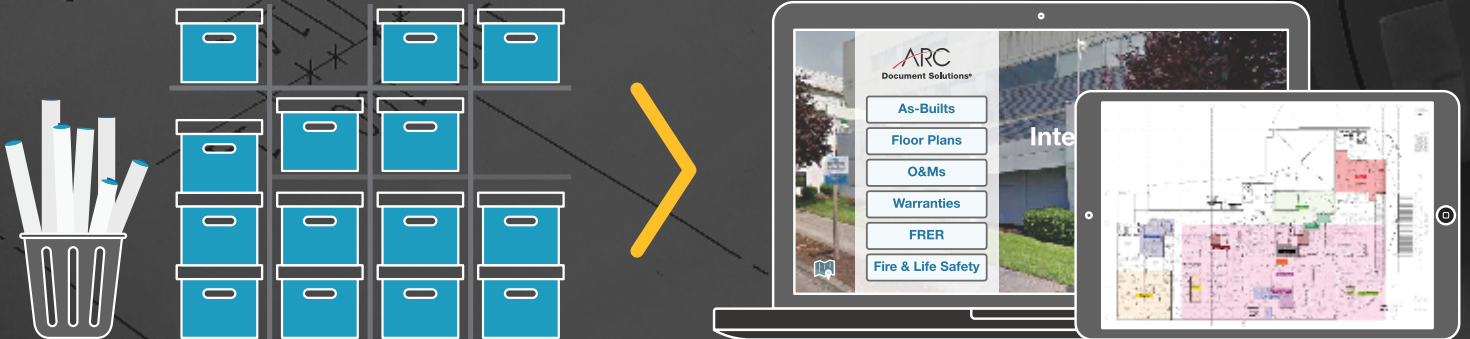 ARC
Document Solutions®
As-Builts
Floor Plans
O&Ms
Warranties
FRER
Fire & Life Safety
Inte